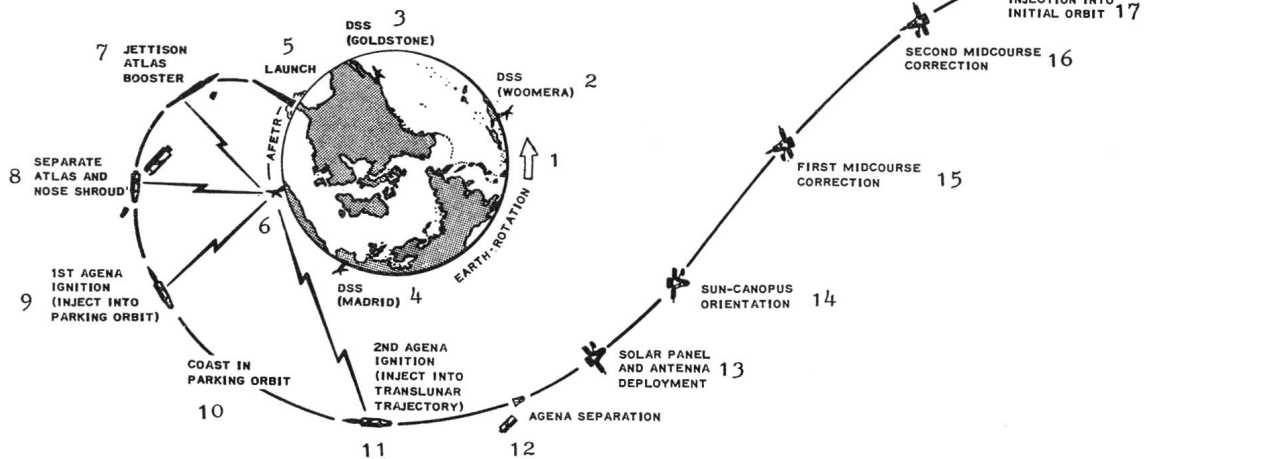 3
DSS
(GOLDSTONE)
INJECTION INTO
INITIAL ORBIT 17
7 JETTISON
ATLAS
BOOSTER
5
LAUNCH
SECOND MIDCOURSE
CORRECTION 16
DSS
(WOOMERA) 2
AFETR
1
8 SEPARATE
ATLAS AND
NOSE SHROUD
FIRST MIDCOURSE
CORRECTION 15
6
EARTH-ROTATION
9 1ST AGENA
IGNITION
(INJECT INTO
PARKING ORBIT)
DSS
(MADRID) 4
SUN-CANOPUS
ORIENTATION 14
COAST IN
PARKING ORBIT
10
2ND AGENA
IGNITION
(INJECT INTO
TRANSLUNAR
TRAJECTORY)
11
SOLAR PANEL
AND ANTENNA
DEPLOYMENT
13
AGENA SEPARATION
12